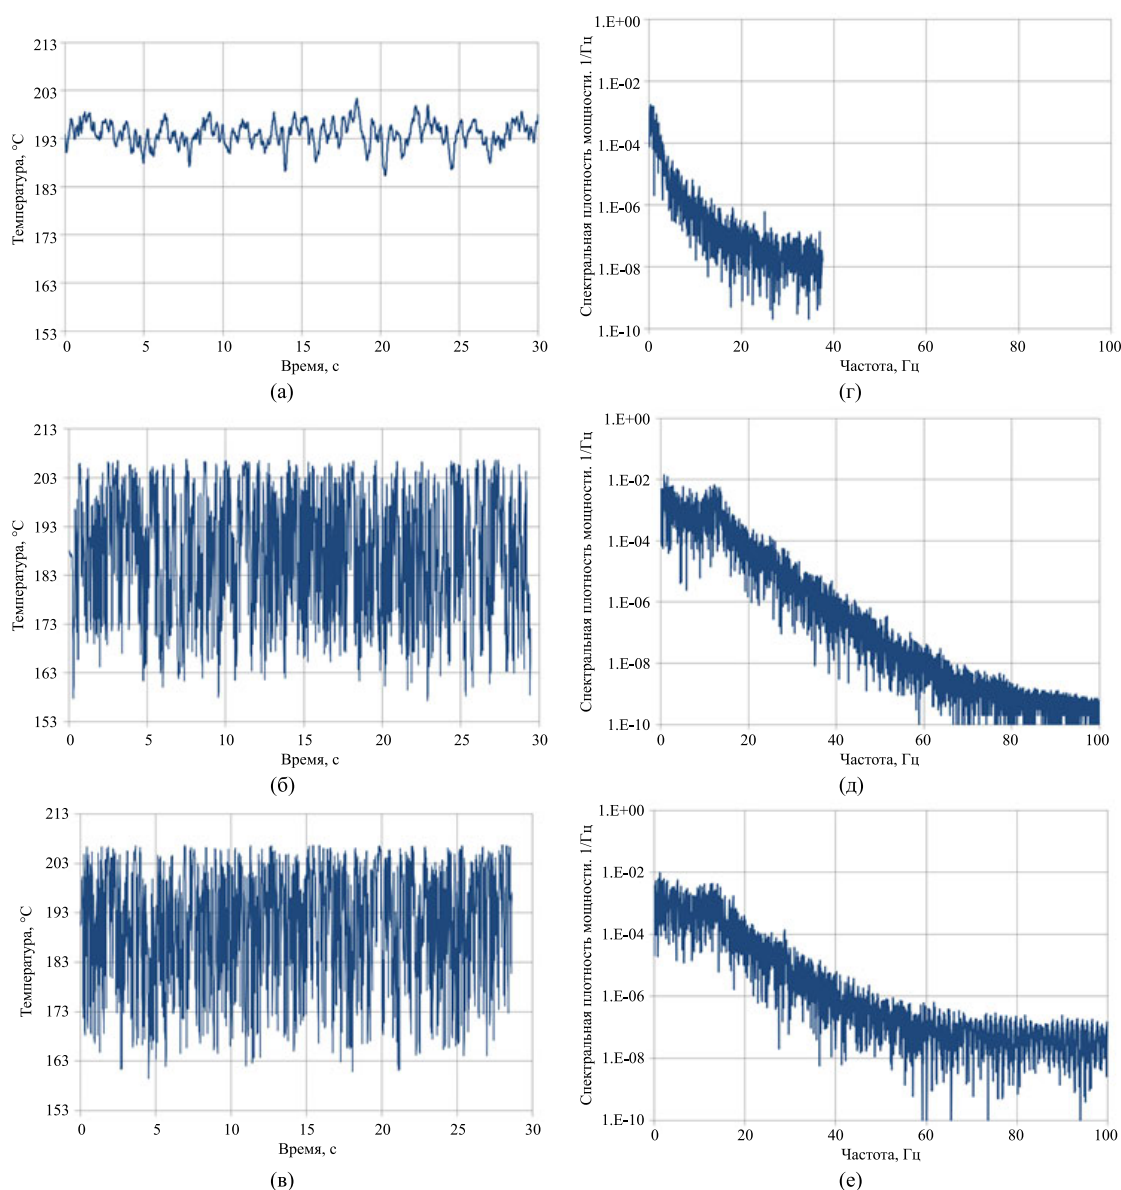 213
203
193
183
173
163
153
Температура, °C
0 5 10 15 20 25 30
Время, с
(а)
1.E+00
1.E-02
1.E-04
1.E-06
1.E-08
1.E-10
Спектральная плотность мощности. 1/Гц
0 20 40 60 80 100
Частота, Гц
(г)
213
203
193
183
173
163
153
Температура, °C
0 5 10 15 20 25 30
Время, с
(б)
1.E+00
1.E-02
1.E-04
1.E-06
1.E-08
1.E-10
Спектральная плотность мощности. 1/Гц
0 20 40 60 80 100
Частота, Гц
(д)
213
203
193
183
173
163
153
Температура, °C
0 5 10 15 20 25 30
Время, с
(в)
1.E+00
1.E-02
1.E-04
1.E-06
1.E-08
1.E-10
Спектральная плотность мощности. 1/Гц
0 20 40 60 80 100
Частота, Гц
(е)